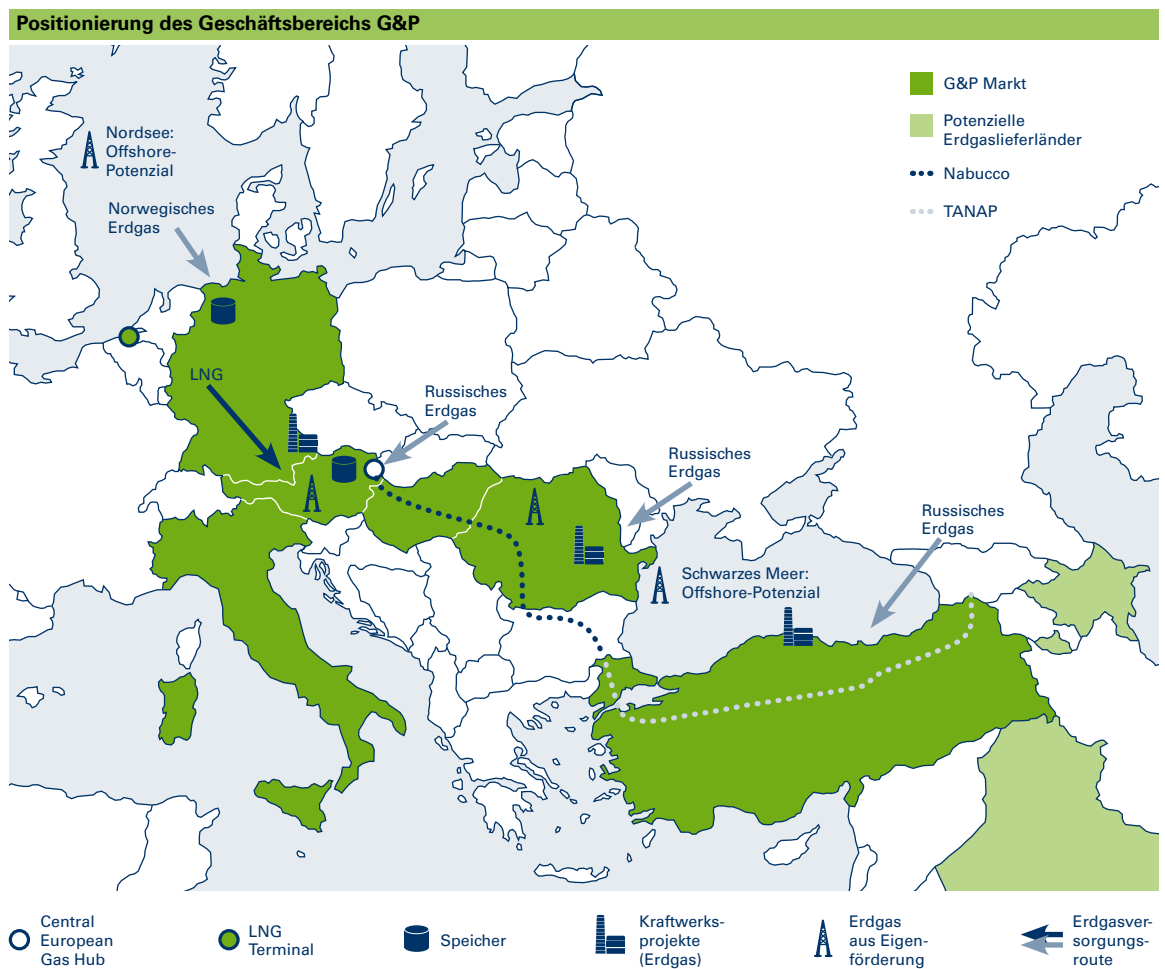 Positionierung des Geschäftsbereichs G&P
G&P Markt
Potenzielle
Erdgaslieferländer
Nabucco
TANAP
Nordsee:
Offshore-
Potenzial
Norwegisches
Erdgas
LNG
Russisches
Erdgas
Russisches
Erdgas
Russisches
Erdgas
Schwarzes Meer:
Offshore-Potenzial
Central
European
Gas Hub
LNG
Terminal
Speicher
Kraftwerks-
projekte
(Erdgas)
Erdgas
aus Eigen-
förderung
Erdgasver-
sorgungs-
route